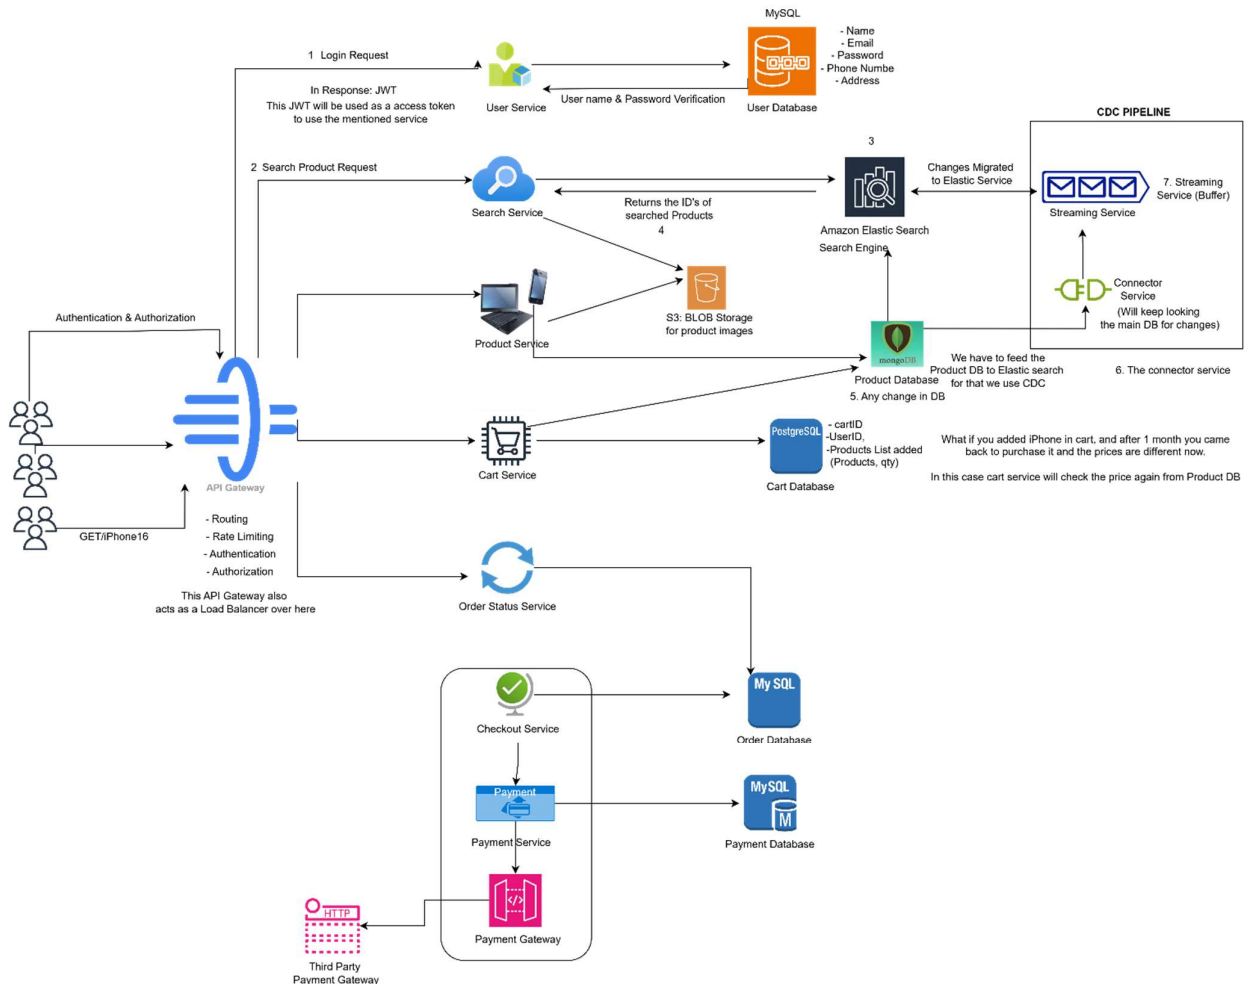 MySQL
- Name
- Email
- Password
- Phone Numbe
- Address
1 Login Request
In Response: JWT
This JWT will be used as a access token
to use the mentioned service
User Service
User name & Password Verification
User Database
CDC PIPELINE
2 Search Product Request
3
Changes Migrated
to Elastic Service
7. Streaming
Service (Buffer)
Search Service
Returns the ID's of
searched Products
4
Amazon Elastic Search
Search Engine
Streaming Service
Connector
Service
(Will keep looking
the main DB for changes)
S3: BLOB Storage
for product images
Authentication & Authorization
Product Service
mongoDB
Product Database
5. Any change in DB
We have to feed the
Product DB to Elastic search
for that we use CDC
6. The connector service
PostgreSQL
- cartID
-UserID,
-Products List added
(Products, qty)
What if you added iPhone in cart, and after 1 month you came
back to purchase it and the prices are different now.
In this case cart service will check the price again from Product DB
Cart Service
Cart Database
API Gateway
GET/iPhone16
- Routing
- Rate Limiting
- Authentication
- Authorization
This API Gateway also
acts as a Load Balancer over here
Order Status Service
My SQL
Checkout Service
Order Database
Payment
MySQL
M
Payment Service
Payment Database
</>
HTTP
Payment Gateway
Third Party
Payment Gateway